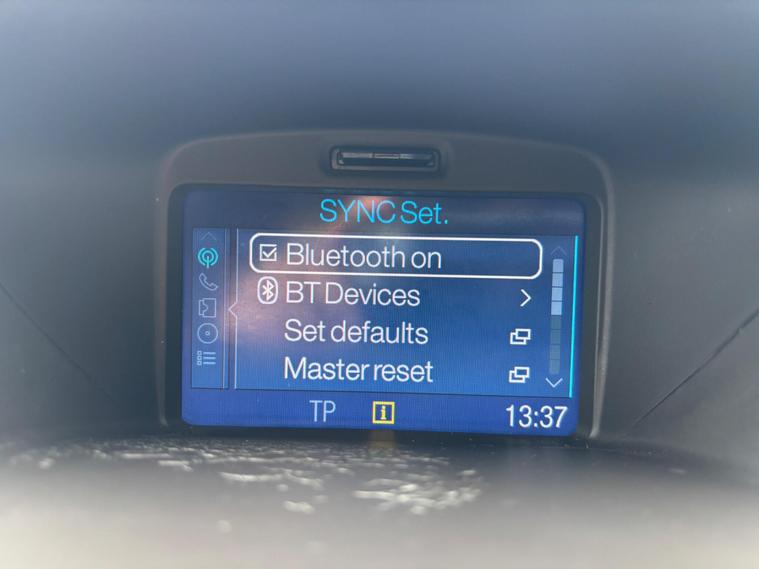 SYNC Set.
Bluetooth on
BT Devices
Set defaults
Master reset
TP i 13:37